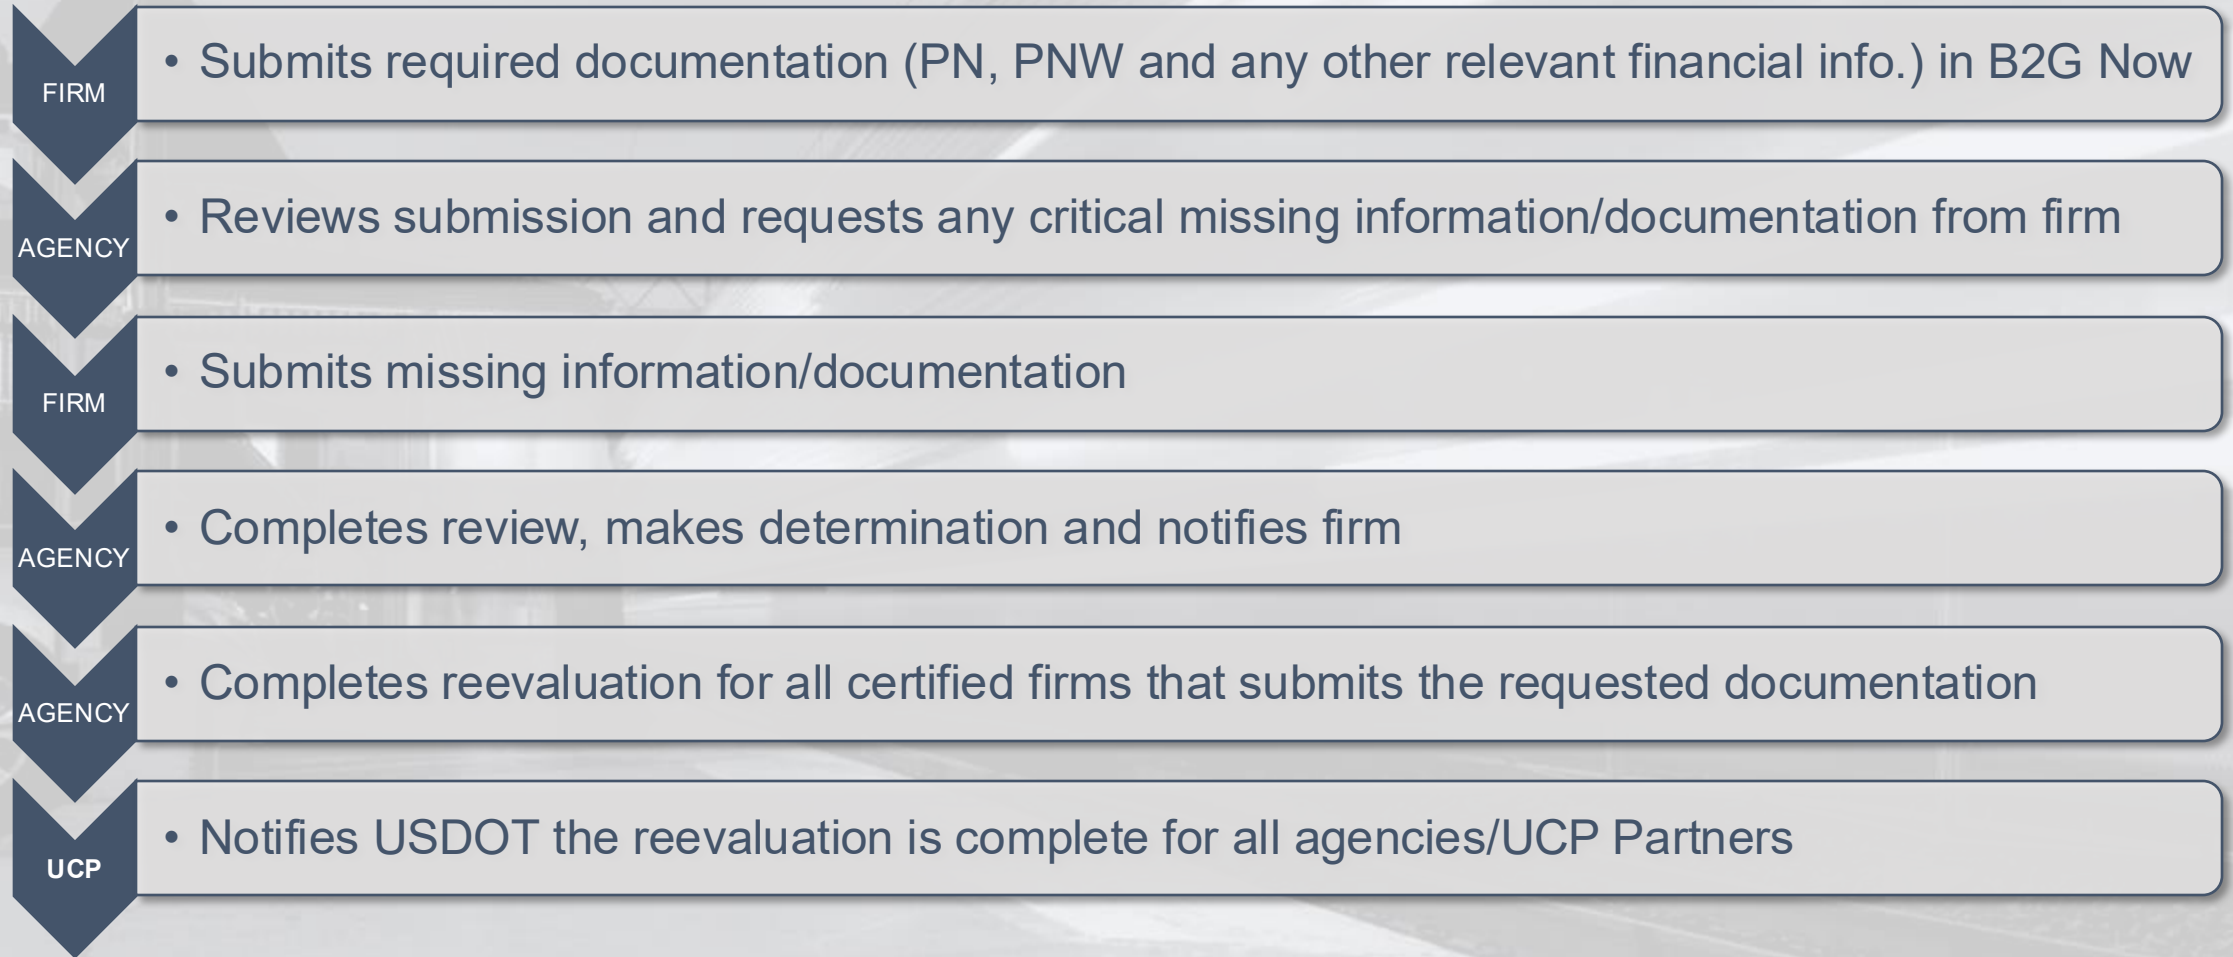 FIRM
• Submits required documentation (PN, PNW and any other relevant financial info.) in B2G Now
AGENCY
• Reviews submission and requests any critical missing information/documentation from firm
FIRM
• Submits missing information/documentation
AGENCY
• Completes review, makes determination and notifies firm
AGENCY
• Completes reevaluation for all certified firms that submits the requested documentation
UCP
• Notifies USDOT the reevaluation is complete for all agencies/UCP Partners